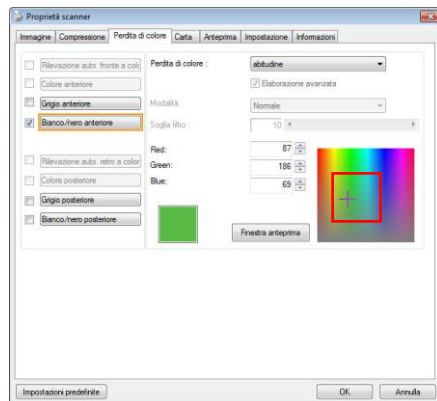 Proprietà scanner
Immagine Compressione Perdita di colore Carta Anteprima Impostazione Informazioni
Rilevazione auto. fronte a colc
Colore anteriore
Grigio anteriore
Bianco/nero anteriore
Rilevazione auto. retro a color
Colore posteriore
Grigio posteriore
Bianco/nero posteriore
Perdita di colore : abitudine
Elaborazione avanzata
Modalità : Normale
Soglia filtro : 10
Red: 87
Green: 186
Blue: 69
Finestra anteprima
Impostazioni predefinite OK Annulla